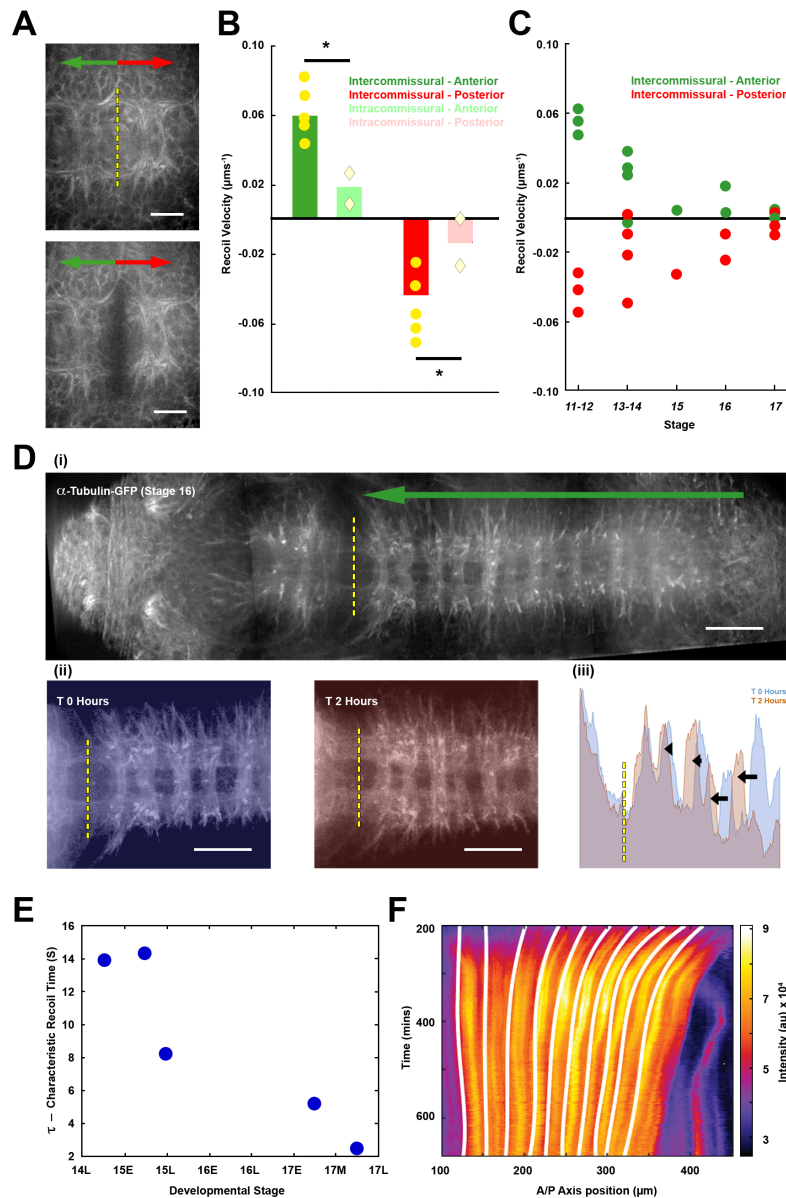 A
B
*
Intercommissural - Anterior
Intercommissural - Posterior
Intracommissural - Anterior
Intracommissural - Posterior
*
Recoil Velocity (µms⁻¹)
0.10
0.06
0.02
-0.02
-0.06
-0.10
C
Intercommissural - Anterior
Intercommissural - Posterior
Recoil Velocity (µms⁻¹)
0.10
0.06
0.02
-0.02
-0.06
-0.10
11-12 13-14 15 16 17
Stage
D
(i)
α-Tubulin-GFP (Stage 16)
(ii)
T 0 Hours
T 2 Hours
(iii)
T 0 Hours
T 2 Hours
E
τ – Characteristic Recoil Time (S)
16
14
12
10
8
6
4
2
14L 15E 15L 16E 16L 17E 17M 17L
Developmental Stage
F
Time (mins)
200
400
600
100 200 300 400
A/P Axis position (µm)
9
7
5
3
Intensity (au) x 10⁴